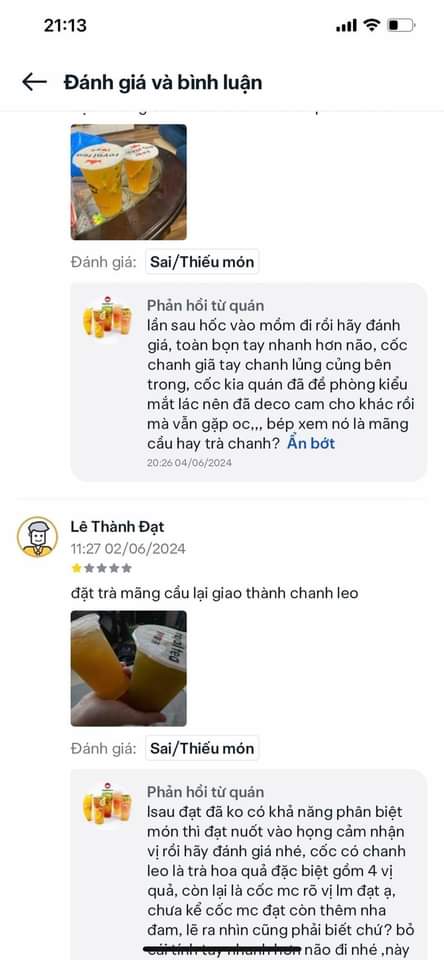 21:13
Đánh giá và bình luận
Đánh giá: Sai/Thiếu món
Phản hồi từ quán
lần sau hốc vào mồm đi rồi hãy đánh
giá, toàn bọn tay nhanh hơn não, cốc
chanh giã tay chanh lủng củng bên
trong, cốc kia quán đã đề phòng kiểu
mắt lác nên đã deco cam cho khác rồi
mà vẫn gặp oc,,, bép xem nó là mãng
cầu hay trà chanh? Ẩn bớt
20:26 04/06/2024
Lê Thành Đạt
11:27 02/06/2024
đặt trà mãng cầu lại giao thành chanh leo
Đánh giá: Sai/Thiếu món
Phản hồi từ quán
lsau đạt đã ko có khả năng phân biệt
món thì đạt nuốt vào họng cảm nhận
vị rồi hãy đánh giá nhé, cốc có chanh
leo là trà hoa quả đặc biệt gồm 4 vị
quả, còn lại là cốc mc rõ vị lm đạt ạ,
chưa kể cốc mc đạt còn thêm nha
đam, lẽ ra nhìn cũng phải biết chứ? bỏ
cái tính tay nhanh hơn não đi nhé ,này